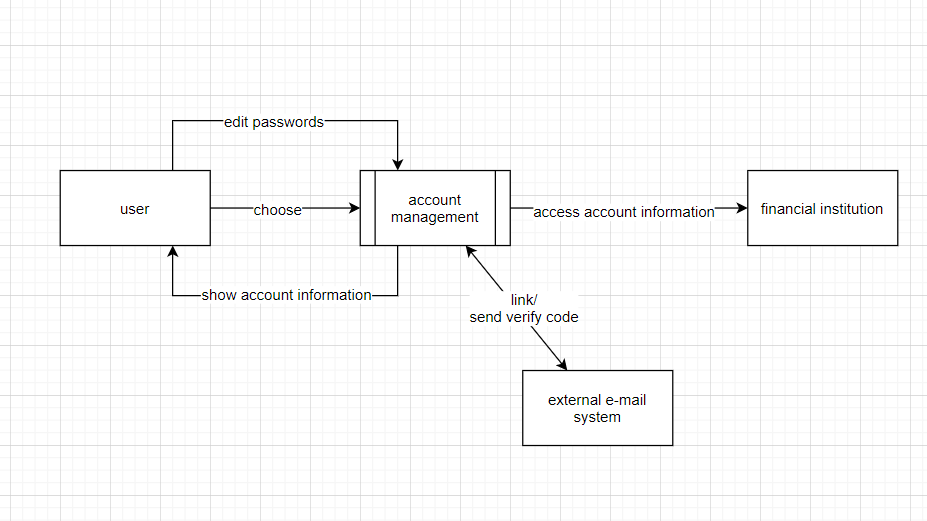 edit passwords
user
choose
account
management
access account information
financial institution
show account information
link/
send verify code
external e-mail
system